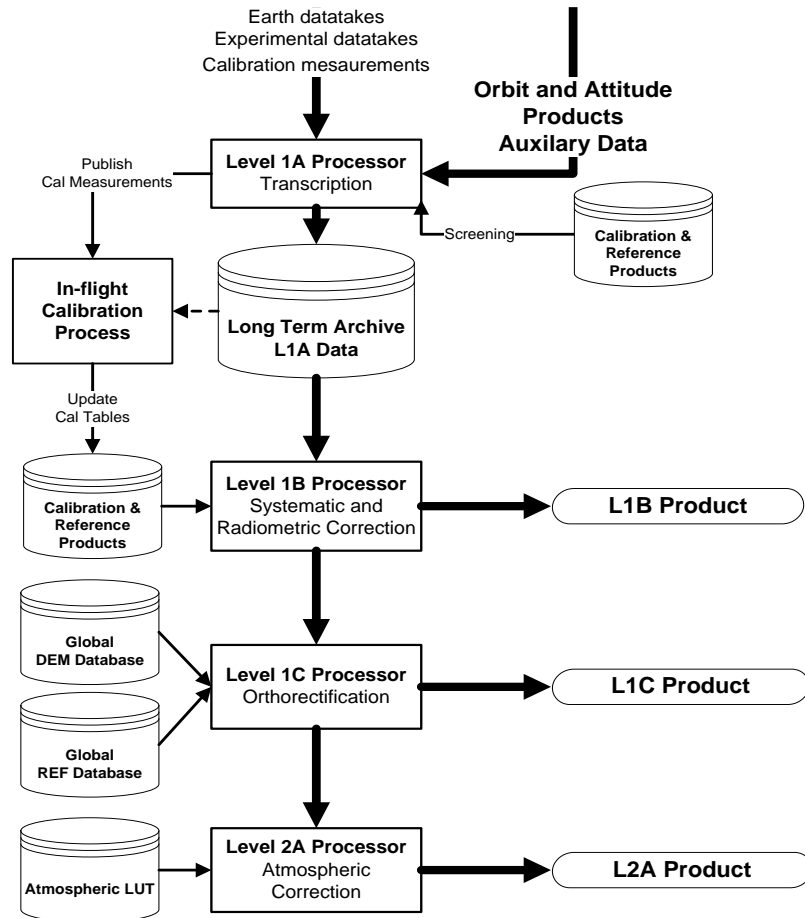 Earth datatakes
Experimental datatakes
Calibration mesaurements
Orbit and Attitude
Products
Auxilary Data
Publish
Cal Measurements
Level 1A Processor
Transcription
Screening
Calibration &
Reference
Products
In-flight
Calibration
Process
Long Term Archive
L1A Data
Update
Cal Tables
Calibration &
Reference
Products
Level 1B Processor
Systematic and
Radiometric Correction
L1B Product
Global
DEM Database
Level 1C Processor
Orthorectification
L1C Product
Global
REF Database
Atmospheric LUT
Level 2A Processor
Atmospheric
Correction
L2A Product